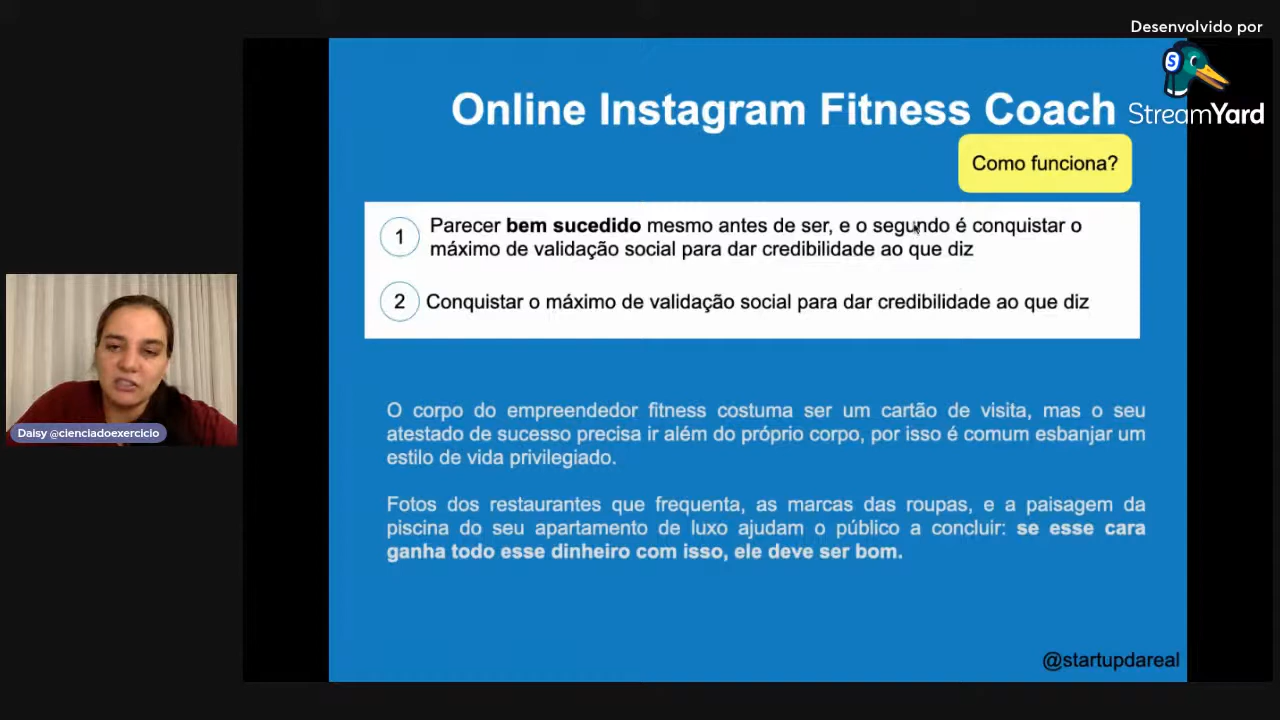 Desenvolvido por
StreamYard
Online Instagram Fitness Coach
Como funciona?
1
Parecer bem sucedido mesmo antes de ser, e o segundo é conquistar o
máximo de validação social para dar credibilidade ao que diz
2
Conquistar o máximo de validação social para dar credibilidade ao que diz
Daisy @cienciadoexercicio
O corpo do empreendedor fitness costuma ser um cartão de visita, mas o seu
atestado de sucesso precisa ir além do próprio corpo, por isso é comum esbanjar um
estilo de vida privilegiado.
Fotos dos restaurantes que frequenta, as marcas das roupas, e a paisagem da
piscina do seu apartamento de luxo ajudam o público a concluir: se esse cara
ganha todo esse dinheiro com isso, ele deve ser bom.
@startupdareal